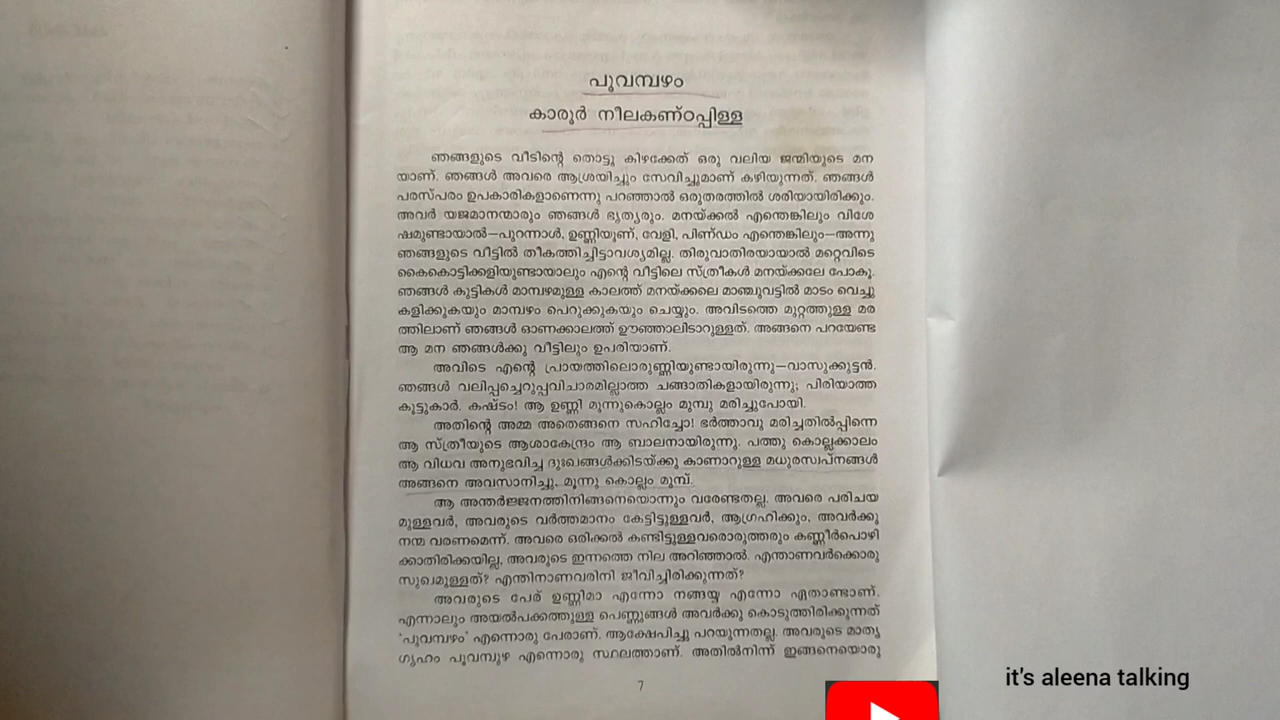 പൂവമ്പഴം
കാരൂർ നീലകണ്ഠപ്പിള്ള
ഞങ്ങളുടെ വീടിന്റെ തൊട്ടു കിഴക്കേത് ഒരു വലിയ ജന്മിയുടെ മന
യാണ്. ഞങ്ങൾ അവരെ ആശ്രയിച്ചും സേവിച്ചുമാണ് കഴിയുന്നത്. ഞങ്ങൾ
പരസ്പരം ഉപകാരികളാണെന്നു പറഞ്ഞാൽ ഒരുതരത്തിൽ ശരിയായിരിക്കും.
അവർ യജമാനന്മാരും ഞങ്ങൾ ഭൃത്യരും. മനയ്ക്കൽ എന്തെങ്കിലും വിശേ
ഷമുണ്ടായാൽ—പുറന്നാൾ, ഉണ്ണിയൂണ്, വേളി, പിണ്ഡം എന്തെങ്കിലും—അന്നു
ഞങ്ങളുടെ വീട്ടിൽ തീകത്തിച്ചിട്ടാവശ്യമില്ല. തിരുവാതിരയായാൽ മറ്റെവിടെ
കൈകൊട്ടിക്കളിയുണ്ടായാലും എന്റെ വീട്ടിലെ സ്ത്രീകൾ മനയ്ക്കലേ പോകൂ.
ഞങ്ങൾ കുട്ടികൾ മാമ്പഴമുള്ള കാലത്ത് മനയ്ക്കലെ മാഞ്ചുവട്ടിൽ മാടം വെച്ചു
കളിക്കുകയും മാമ്പഴം പെറുക്കുകയും ചെയ്യും. അവിടത്തെ മുറ്റത്തുള്ള മര
ത്തിലാണ് ഞങ്ങൾ ഓണക്കാലത്ത് ഊഞ്ഞാലിടാറുള്ളത്. അങ്ങനെ പറയേണ്ട
ആ മന ഞങ്ങൾക്കു വീട്ടിലും ഉപരിയാണ്.
അവിടെ എന്റെ പ്രായത്തിലൊരുണ്ണിയുണ്ടായിരുന്നു—വാസുക്കുട്ടൻ.
ഞങ്ങൾ വലിപ്പച്ചെറുപ്പവിചാരമില്ലാത്ത ചങ്ങാതികളായിരുന്നു; പിരിയാത്ത
കൂട്ടുകാർ. കഷ്ടം! ആ ഉണ്ണി മൂന്നുകൊല്ലം മുമ്പു മരിച്ചുപോയി.
അതിന്റെ അമ്മ അതെങ്ങനെ സഹിച്ചോ! ഭർത്താവു മരിച്ചതിൽപ്പിന്നെ
ആ സ്ത്രീയുടെ ആശാകേന്ദ്രം ആ ബാലനായിരുന്നു. പത്തു കൊല്ലക്കാലം
ആ വിധവ അനുഭവിച്ച ദുഃഖങ്ങൾക്കിടയ്ക്കു കാണാറുള്ള മധുരസ്വപ്നങ്ങൾ
അങ്ങനെ അവസാനിച്ചു, മൂന്നു കൊല്ലം മുമ്പ്.
ആ അന്തർജ്ജനത്തിനിങ്ങനെയൊന്നും വരേണ്ടതല്ല. അവരെ പരിചയ
മുള്ളവർ, അവരുടെ വർത്തമാനം കേട്ടിട്ടുള്ളവർ, ആഗ്രഹിക്കും, അവർക്കു
നന്മ വരണമെന്ന്. അവരെ ഒരിക്കൽ കണ്ടിട്ടുള്ളവരൊരുത്തരും കണ്ണീർപൊഴി
ക്കാതിരിക്കയില്ല, അവരുടെ ഇന്നത്തെ നില അറിഞ്ഞാൽ. എന്താണവർക്കൊരു
സുഖമുള്ളത്? എന്തിനാണവരിനി ജീവിച്ചിരിക്കുന്നത്?
അവരുടെ പേര് ഉണ്ണിമാ എന്നോ നങ്ങയ്യ എന്നോ ഏതാണ്ടാണ്.
എന്നാലും അയൽപക്കത്തുള്ള പെണ്ണുങ്ങൾ അവർക്കു കൊടുത്തിരിക്കുന്നത്
'പൂവമ്പഴം' എന്നൊരു പേരാണ്. ആക്ഷേപിച്ചു പറയുന്നതല്ല. അവരുടെ മാതൃ
ഗൃഹം പൂവമ്പുഴ എന്നൊരു സ്ഥലത്താണ്. അതിൽനിന്ന് ഇങ്ങനെയൊരു
7
it's aleena talking